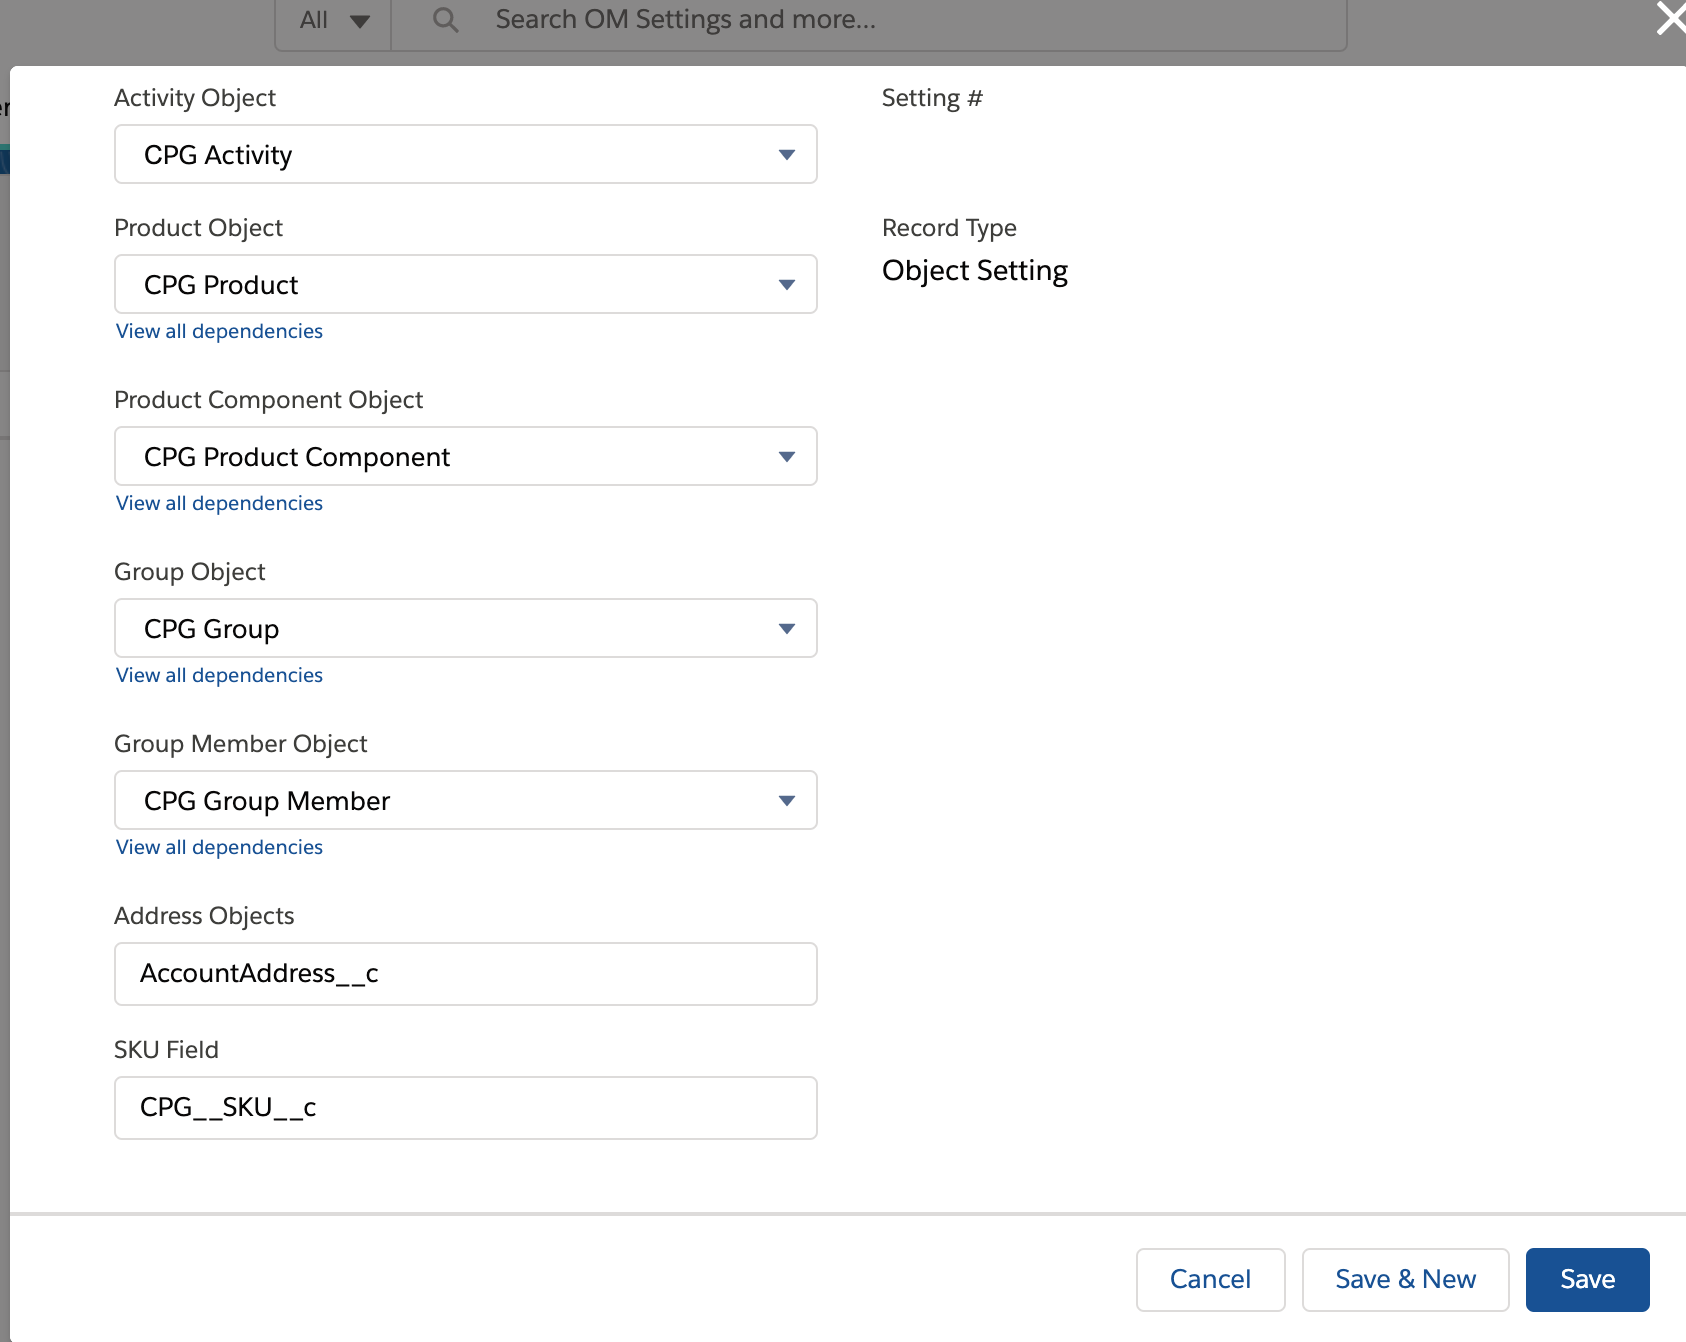 All
Search OM Settings and more...
Activity Object
CPG Activity
Setting #
Product Object
CPG Product
View all dependencies
Record Type
Object Setting
Product Component Object
CPG Product Component
View all dependencies
Group Object
CPG Group
View all dependencies
Group Member Object
CPG Group Member
View all dependencies
Address Objects
AccountAddress__c
SKU Field
CPG__SKU__c
Cancel
Save & New
Save